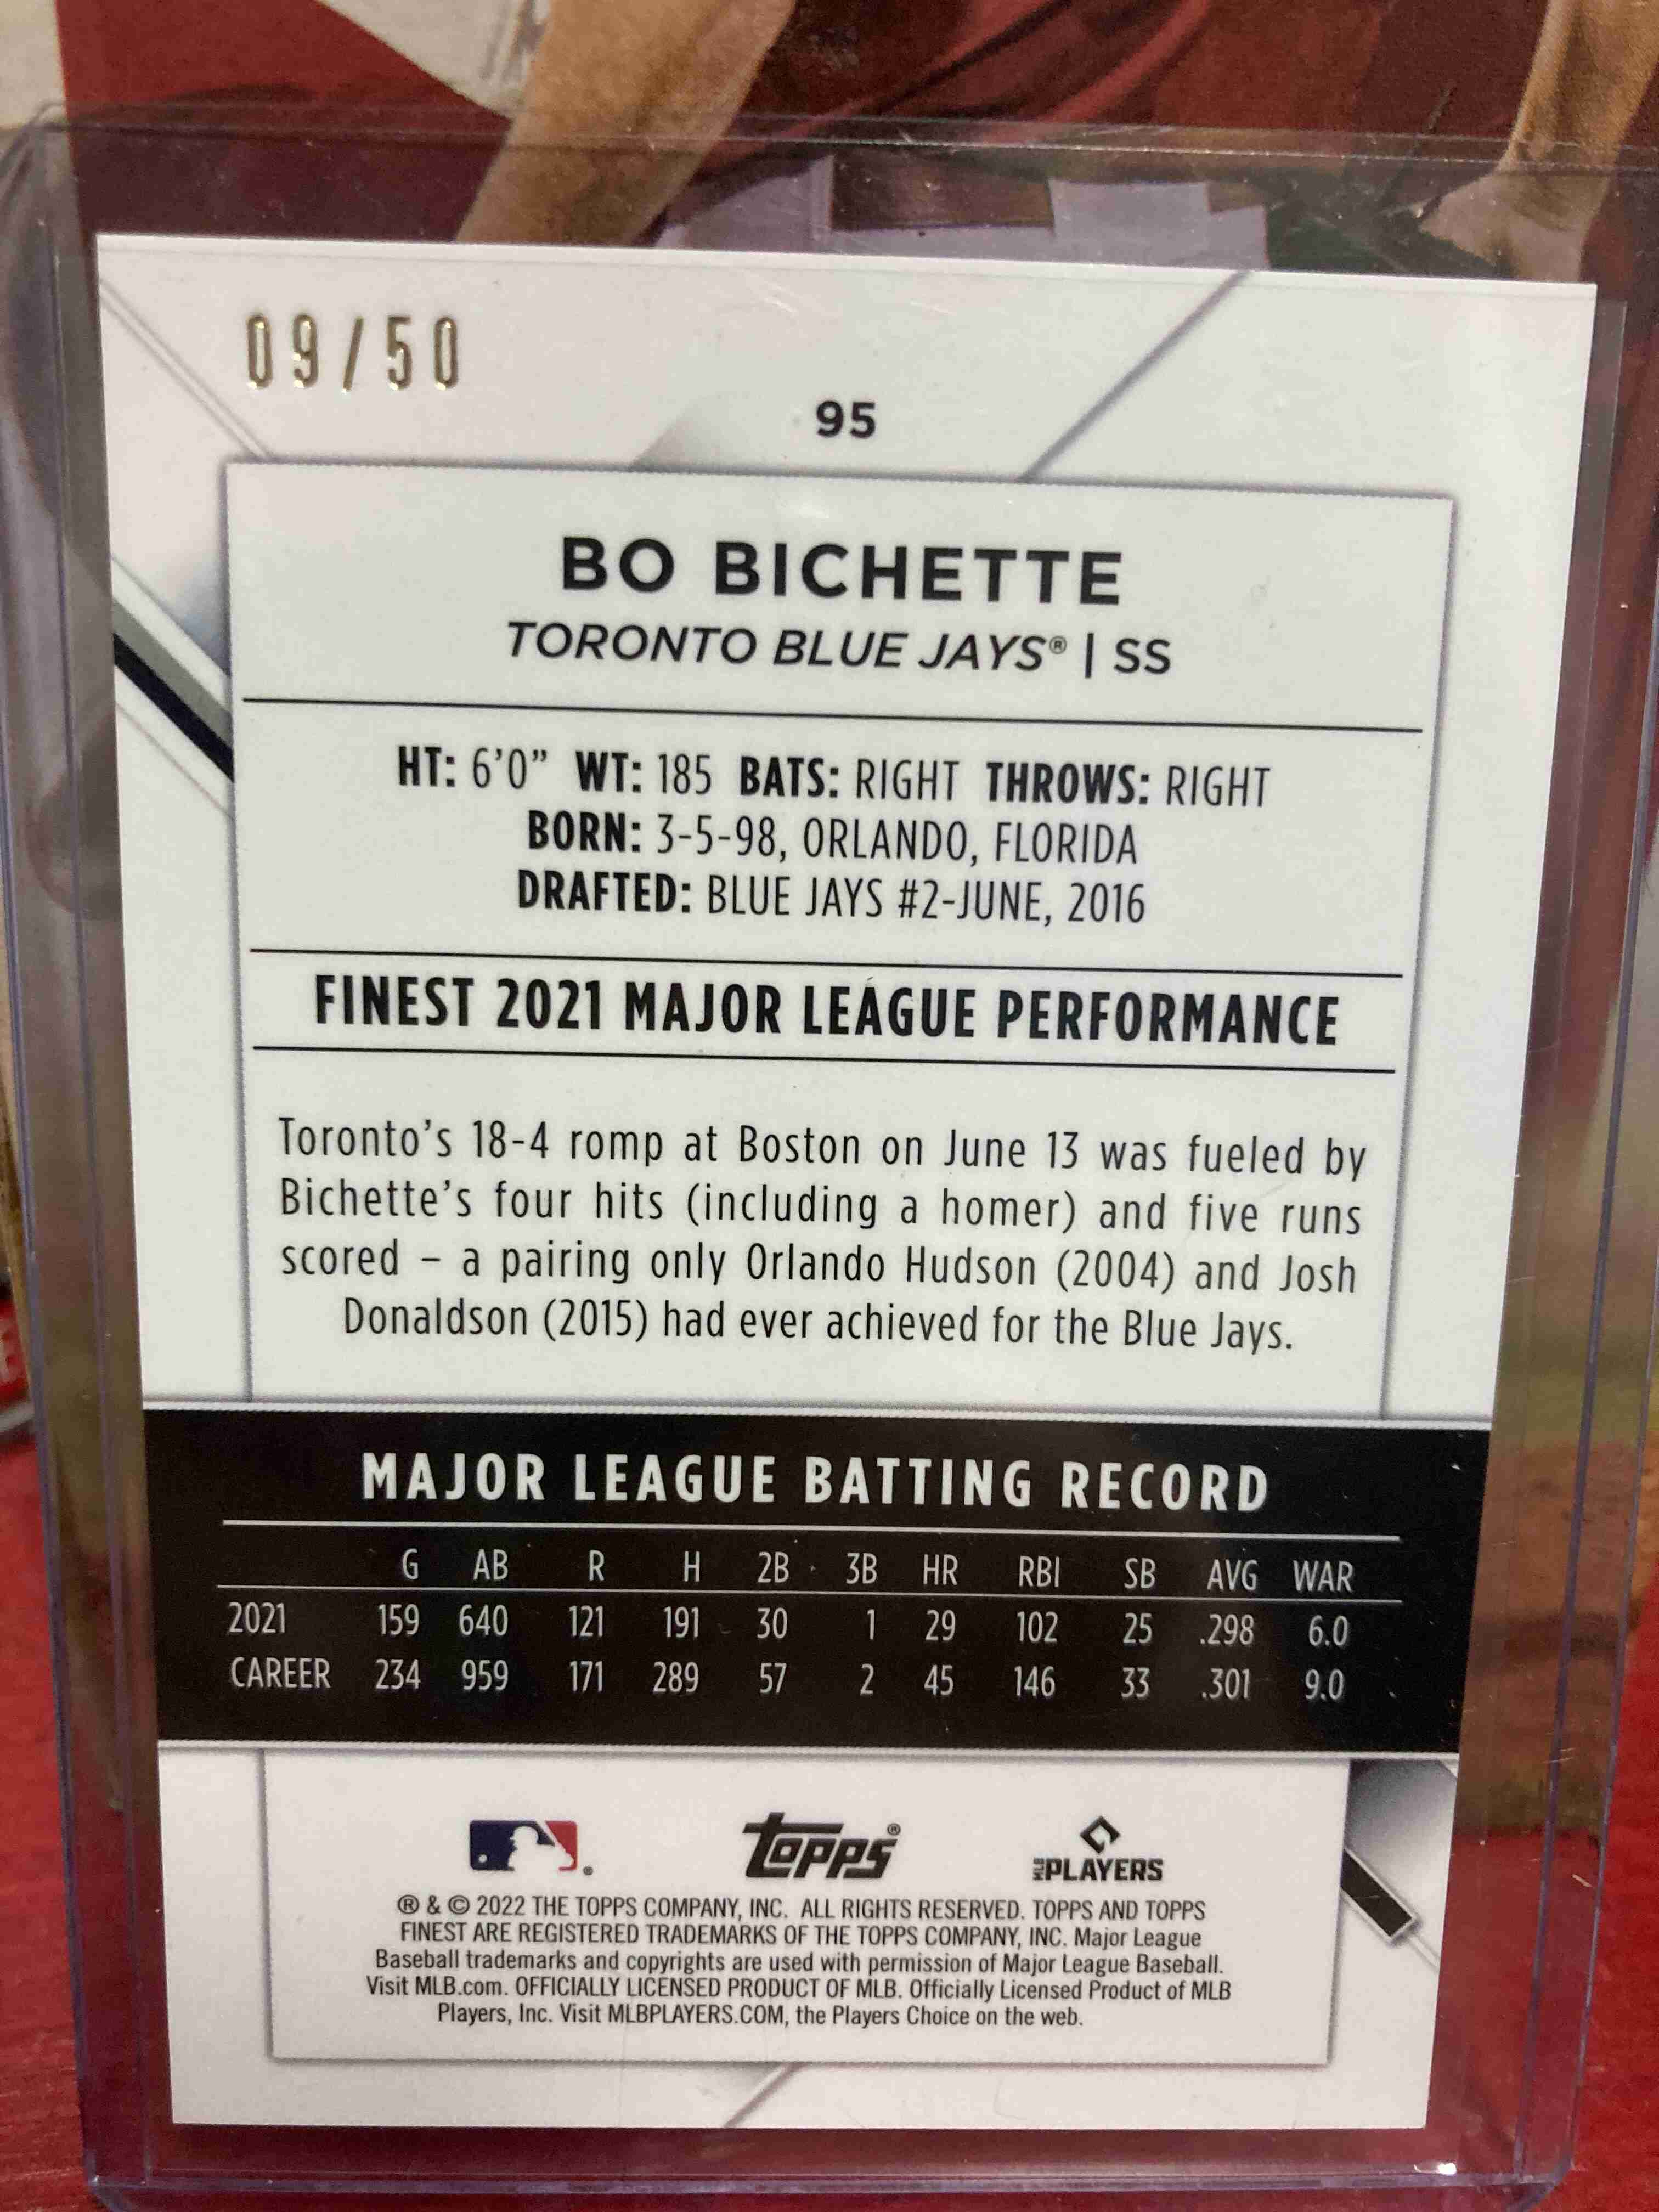 09/50
95
BO BICHETTE
TORONTO BLUE JAYS® | SS
HT: 6'0" WT: 185 BATS: RIGHT THROWS: RIGHT
BORN: 3-5-98, ORLANDO, FLORIDA
DRAFTED: BLUE JAYS #2-JUNE, 2016
FINEST 2021 MAJOR LEAGUE PERFORMANCE
Toronto's 18-4 romp at Boston on June 13 was fueled by
Bichette's four hits (including a homer) and five runs
scored – a pairing only Orlando Hudson (2004) and Josh
Donaldson (2015) had ever achieved for the Blue Jays.
MAJOR LEAGUE BATTING RECORD
G AB R H 2B 3B HR RBI SB AVG WAR
2021 159 640 121 191 30 1 29 102 25 .298 6.0
CAREER 234 959 171 289 57 2 45 146 33 .301 9.0
topps® MLB PLAYERS
® & © 2022 THE TOPPS COMPANY, INC. ALL RIGHTS RESERVED. TOPPS AND TOPPS
FINEST ARE REGISTERED TRADEMARKS OF THE TOPPS COMPANY, INC. Major League
Baseball trademarks and copyrights are used with permission of Major League Baseball.
Visit MLB.com. OFFICIALLY LICENSED PRODUCT OF MLB. Officially Licensed Product of MLB
Players, Inc. Visit MLBPLAYERS.COM, the Players Choice on the web.